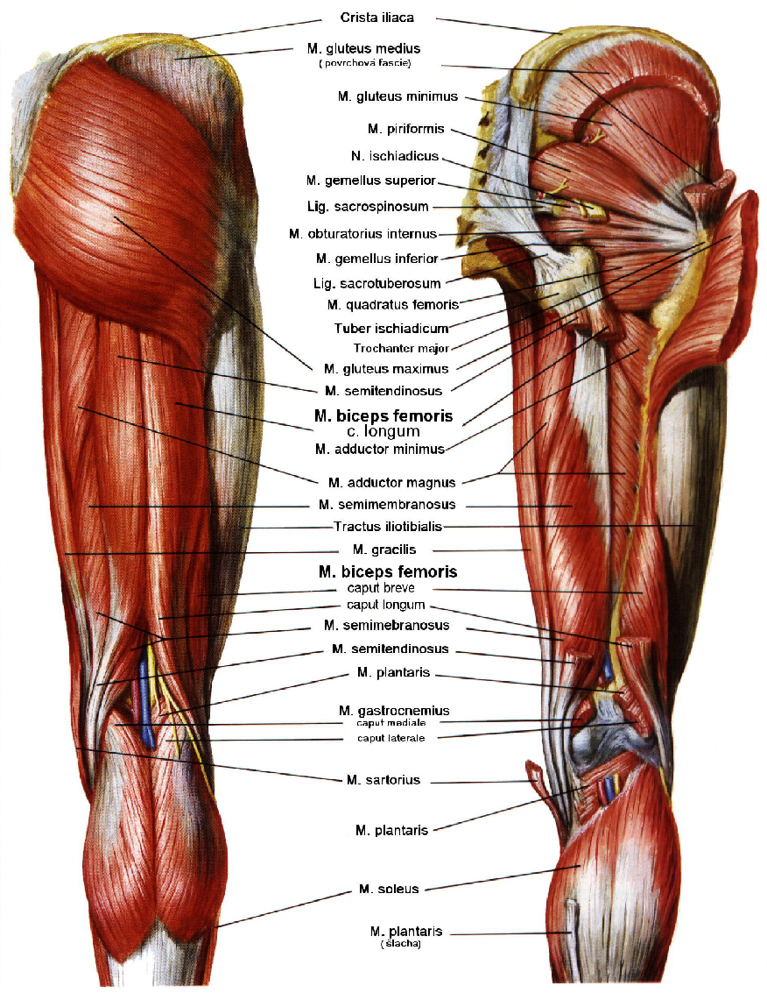 Crista iliaca
M. gluteus medius
( povrchová fascie)
M. gluteus minimus
M. piriformis
N. ischiadicus
M. gemellus superior
Lig. sacrospinosum
M. obturatorius internus
M. gemellus inferior
Lig. sacrotuberosum
M. quadratus femoris
Tuber ischiadicum
Trochanter major
M. gluteus maximus
M. semitendinosus
M. biceps femoris
c. longum
M. adductor minimus
M. adductor magnus
M. semimembranosus
Tractus iliotibialis
M. gracilis
M. biceps femoris
caput breve
caput longum
M. semimebranosus
M. semitendinosus
M. plantaris
M. gastrocnemius
caput mediale
caput laterale
M. sartorius
M. plantaris
M. soleus
M. plantaris
( šlacha)